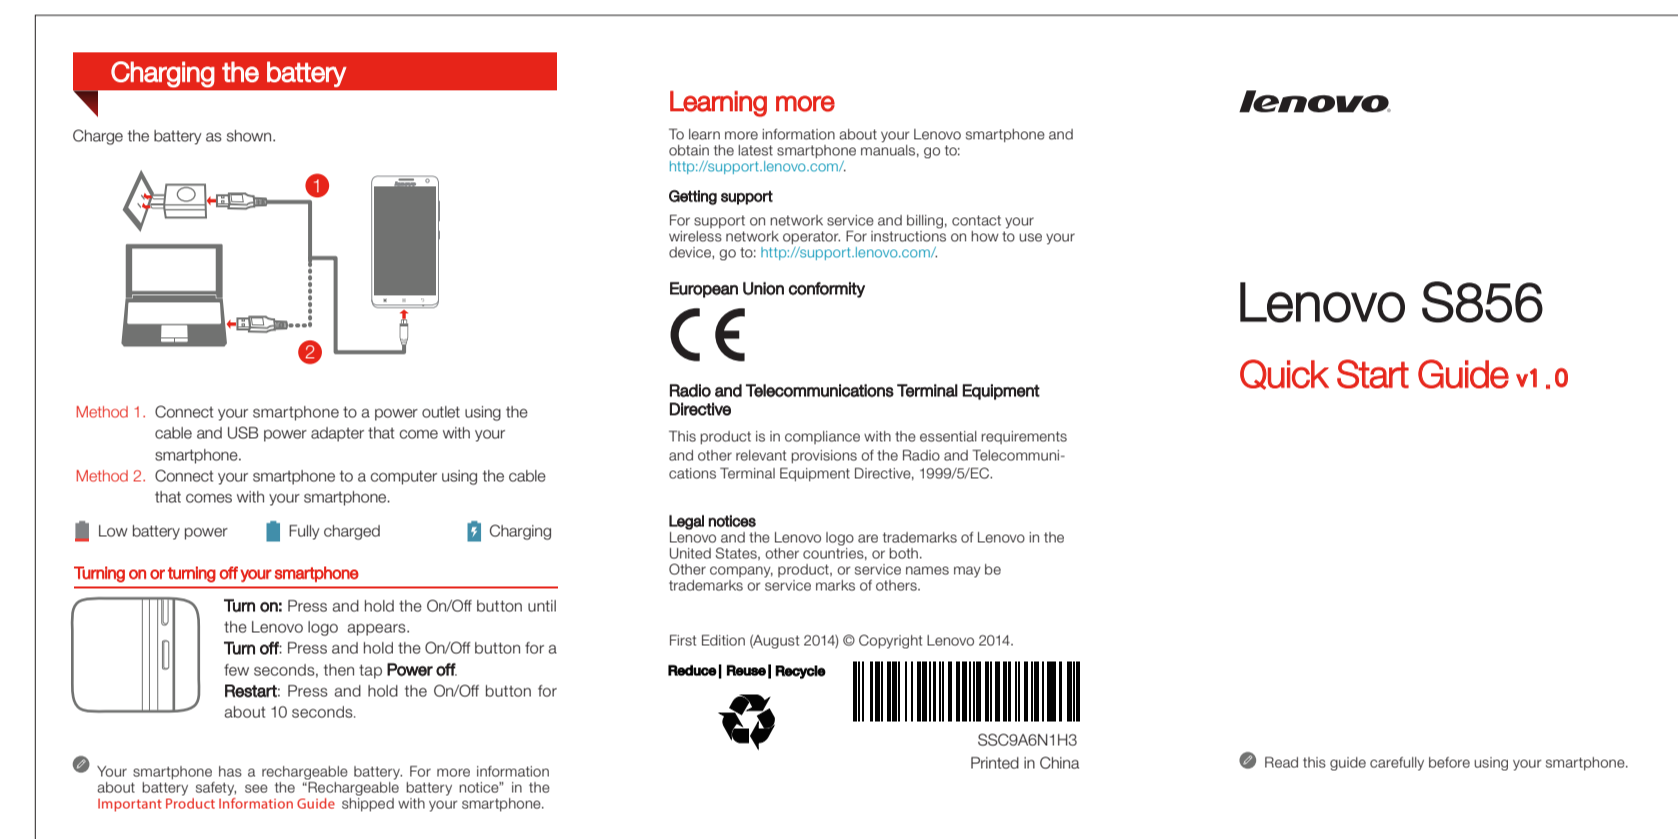 Charging the battery
Charge the battery as shown.
1
Lenovo
2
Method 1. Connect your smartphone to a power outlet using the
cable and USB power adapter that come with your
smartphone.
Method 2. Connect your smartphone to a computer using the cable
that comes with your smartphone.
Low battery power
Fully charged
Charging
Turning on or turning off your smartphone
Turn on: Press and hold the On/Off button until
the Lenovo logo appears.
Turn off: Press and hold the On/Off button for a
few seconds, then tap Power off.
Restart: Press and hold the On/Off button for
about 10 seconds.
Your smartphone has a rechargeable battery. For more information
about battery safety, see the “Rechargeable battery notice” in the
Important Product Information Guide shipped with your smartphone.
Learning more
To learn more information about your Lenovo smartphone and
obtain the latest smartphone manuals, go to:
http://support.lenovo.com/.
Getting support
For support on network service and billing, contact your
wireless network operator. For instructions on how to use your
device, go to: http://support.lenovo.com/.
European Union conformity
CE
Radio and Telecommunications Terminal Equipment
Directive
This product is in compliance with the essential requirements
and other relevant provisions of the Radio and Telecommuni-
cations Terminal Equipment Directive, 1999/5/EC.
Legal notices
Lenovo and the Lenovo logo are trademarks of Lenovo in the
United States, other countries, or both.
Other company, product, or service names may be
trademarks or service marks of others.
First Edition (August 2014) © Copyright Lenovo 2014.
Reduce| Reuse| Recycle
SSC9A6N1H3
Printed in China
lenovo.
Lenovo S856
Quick Start Guide v1.0
Read this guide carefully before using your smartphone.